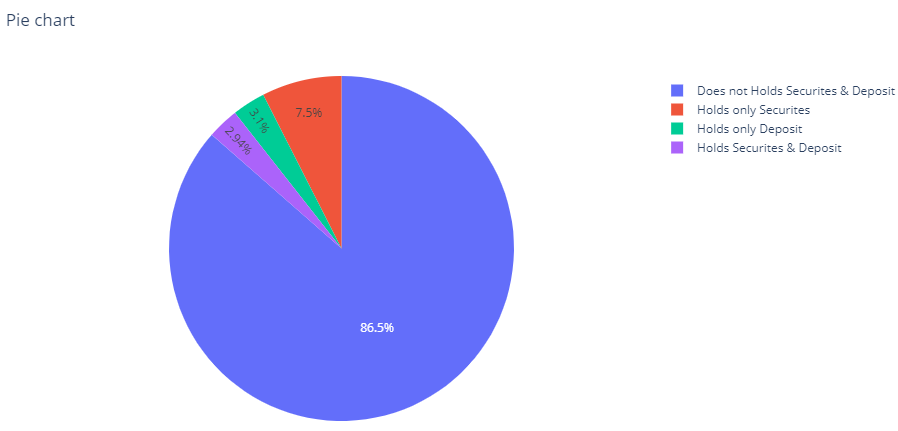 Pie chart
Does not Holds Securites & Deposit
Holds only Securites
Holds only Deposit
Holds Securites & Deposit
7.5%
3.1%
2.94%
86.5%